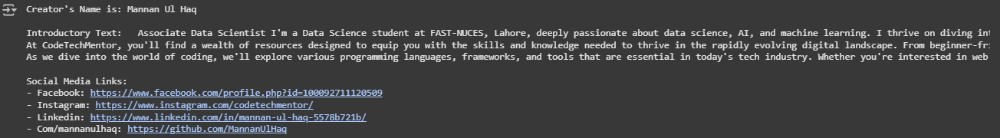 Creator's Name is: Mannan Ul Haq
Introductory Text:   Associate Data Scientist I'm a Data Science student at FAST-NUCES, Lahore, deeply passionate about data science, AI, and machine learning. I thrive on diving
At CodeTechMentor, you'll find a wealth of resources designed to equip you with the skills and knowledge needed to thrive in the rapidly evolving digital landscape. From
As we dive into the world of coding, we'll explore various programming languages, frameworks, and tools that are essential in today's tech industry. Whether you're interested in web
Social Media Links:
- Facebook: https://www.facebook.com/profile.php?id=100092711120509
- Instagram: https://www.instagram.com/codetechmentor/
- Linkedin: https://www.linkedin.com/in/mannan-ul-haq-5578b721b/
- Com/mannanulhaq: https://github.com/MannanUlHaq